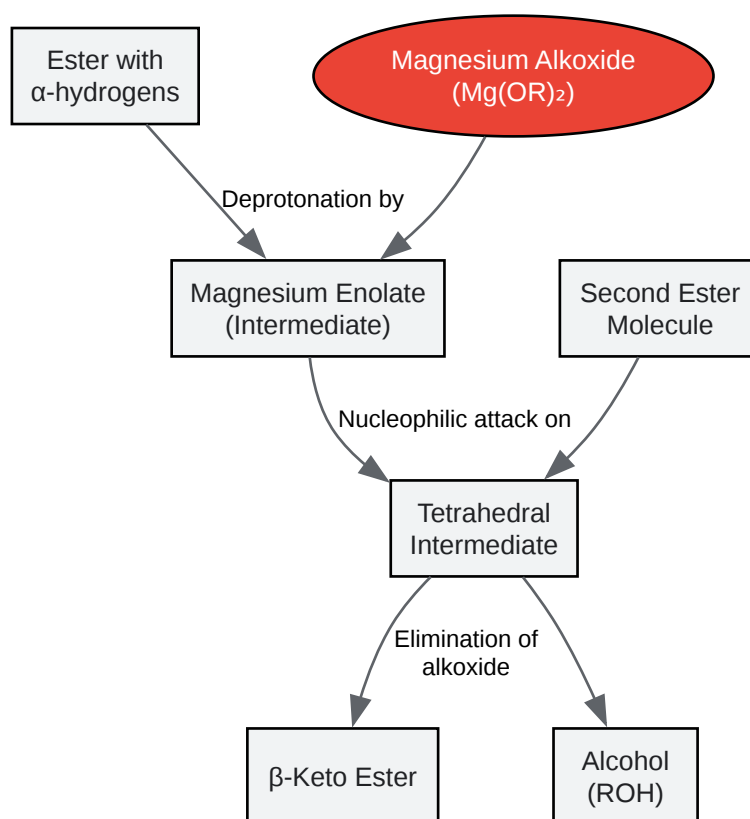 Ester with
α-hydrogens
Magnesium Alkoxide
(Mg(OR)₂)
Deprotonation by
Magnesium Enolate
(Intermediate)
Second Ester
Molecule
Nucleophilic attack on
Tetrahedral
Intermediate
Elimination of
alkoxide
β-Keto Ester
Alcohol
(ROH)